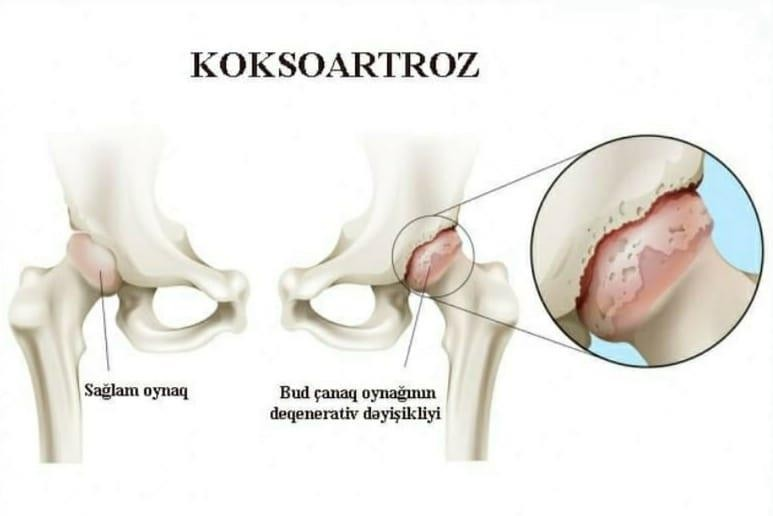 KOKSOARTROZ
Sağlam oynaq
Bud çanaq oynağının
deqenerativ dəyişikliyi